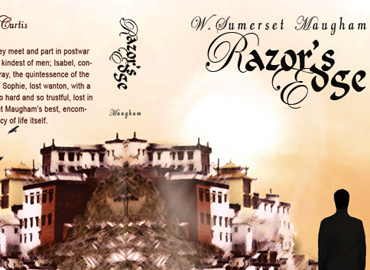 Curtis
ey meet and part in postwar
kindest of men; Isabel, con-
ray, the quintessence of the
Sophie, lost wanton, with a
o hard and so trustful, lost in
t Maugham's best, encom-
cy of life itself.
Razor's
Edge
Maugham
W. Somerset Maugham's
Razor's
Edge